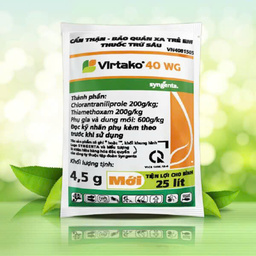 CẨN THẬN - BẢO QUẢN XA TRẺ EM
THUỐC TRỪ SÂU
VN4081505
Virtako® 40 WG
syngenta
Thành phần:
Chlorantraniliprole 200g/kg;
Thiamethoxam 200g/kg;
Phụ gia và dung môi: 600g/kg
Đọc kỹ nhãn phụ kèm theo
trước khi sử dụng
Khối lượng tịnh:
4,5 g
Mới
TIỆN LỢI CHO BÌNH
25 lít